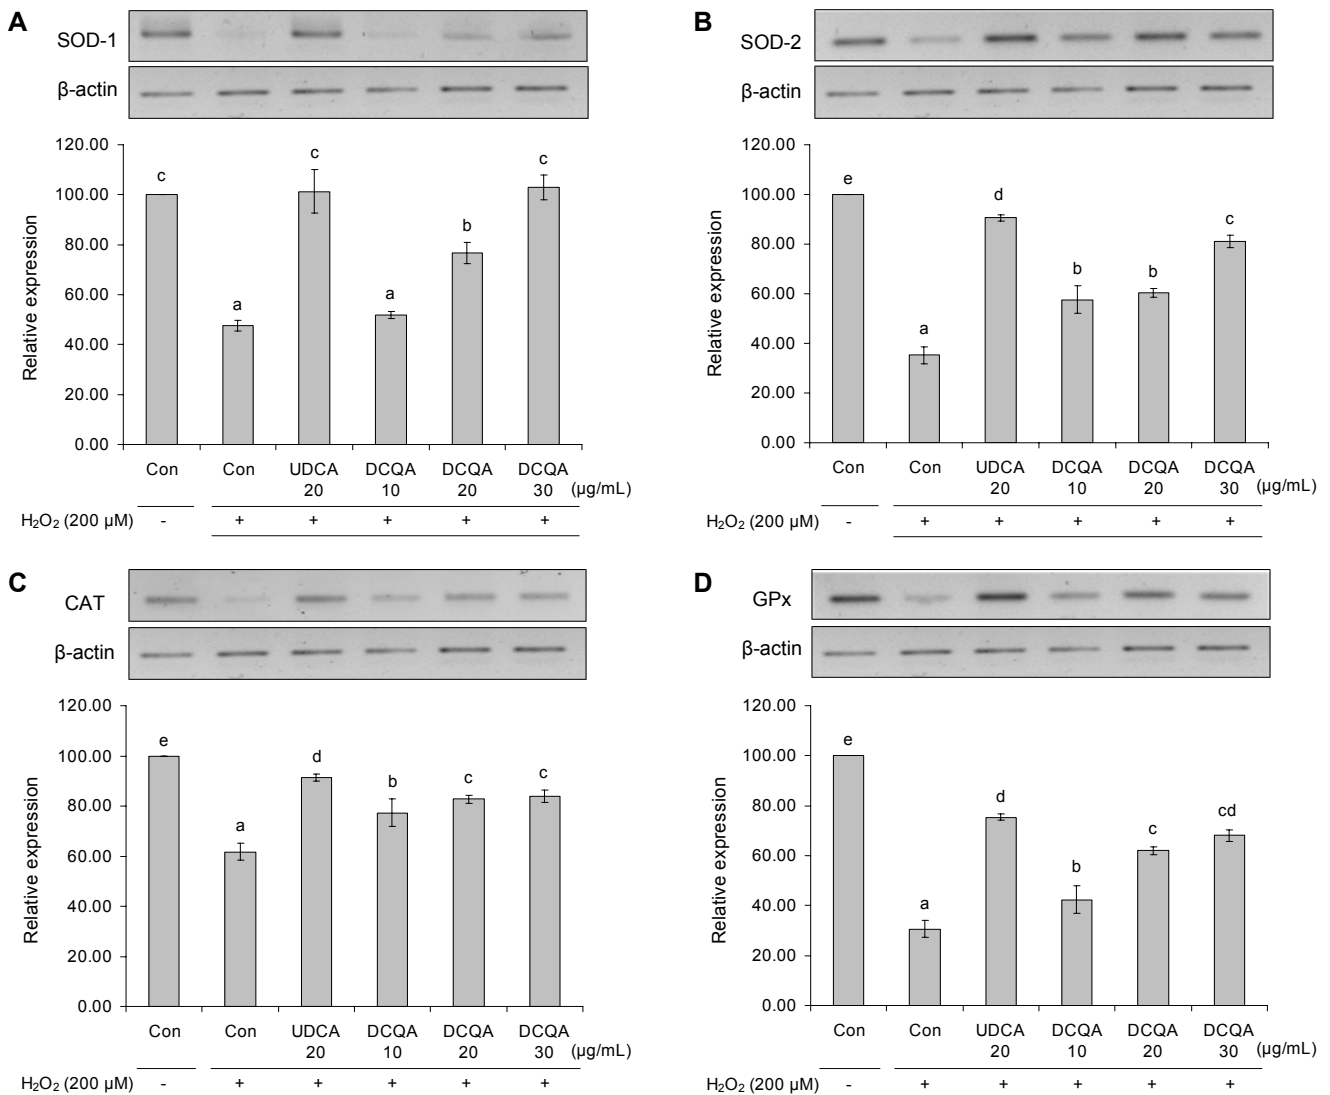 A
SOD-1
β-actin
120.00
100.00
80.00
60.00
40.00
20.00
0.00
Relative expression
c
a
c
a
b
c
Con Con UDCA DCQA DCQA DCQA
20 10 20 30 (µg/mL)
H₂O₂ (200 µM) - + + + + +
B
SOD-2
β-actin
120.00
100.00
80.00
60.00
40.00
20.00
0.00
Relative expression
e
a
d
b
b
c
Con Con UDCA DCQA DCQA DCQA
20 10 20 30 (µg/mL)
H₂O₂ (200 µM) - + + + + +
C
CAT
β-actin
120.00
100.00
80.00
60.00
40.00
20.00
0.00
Relative expression
e
a
d
b
c
c
Con Con UDCA DCQA DCQA DCQA
20 10 20 30 (µg/mL)
H₂O₂ (200 µM) - + + + + +
D
GPx
β-actin
120.00
100.00
80.00
60.00
40.00
20.00
0.00
Relative expression
e
a
d
b
c
cd
Con Con UDCA DCQA DCQA DCQA
20 10 20 30 (µg/mL)
H₂O₂ (200 µM) - + + + + +